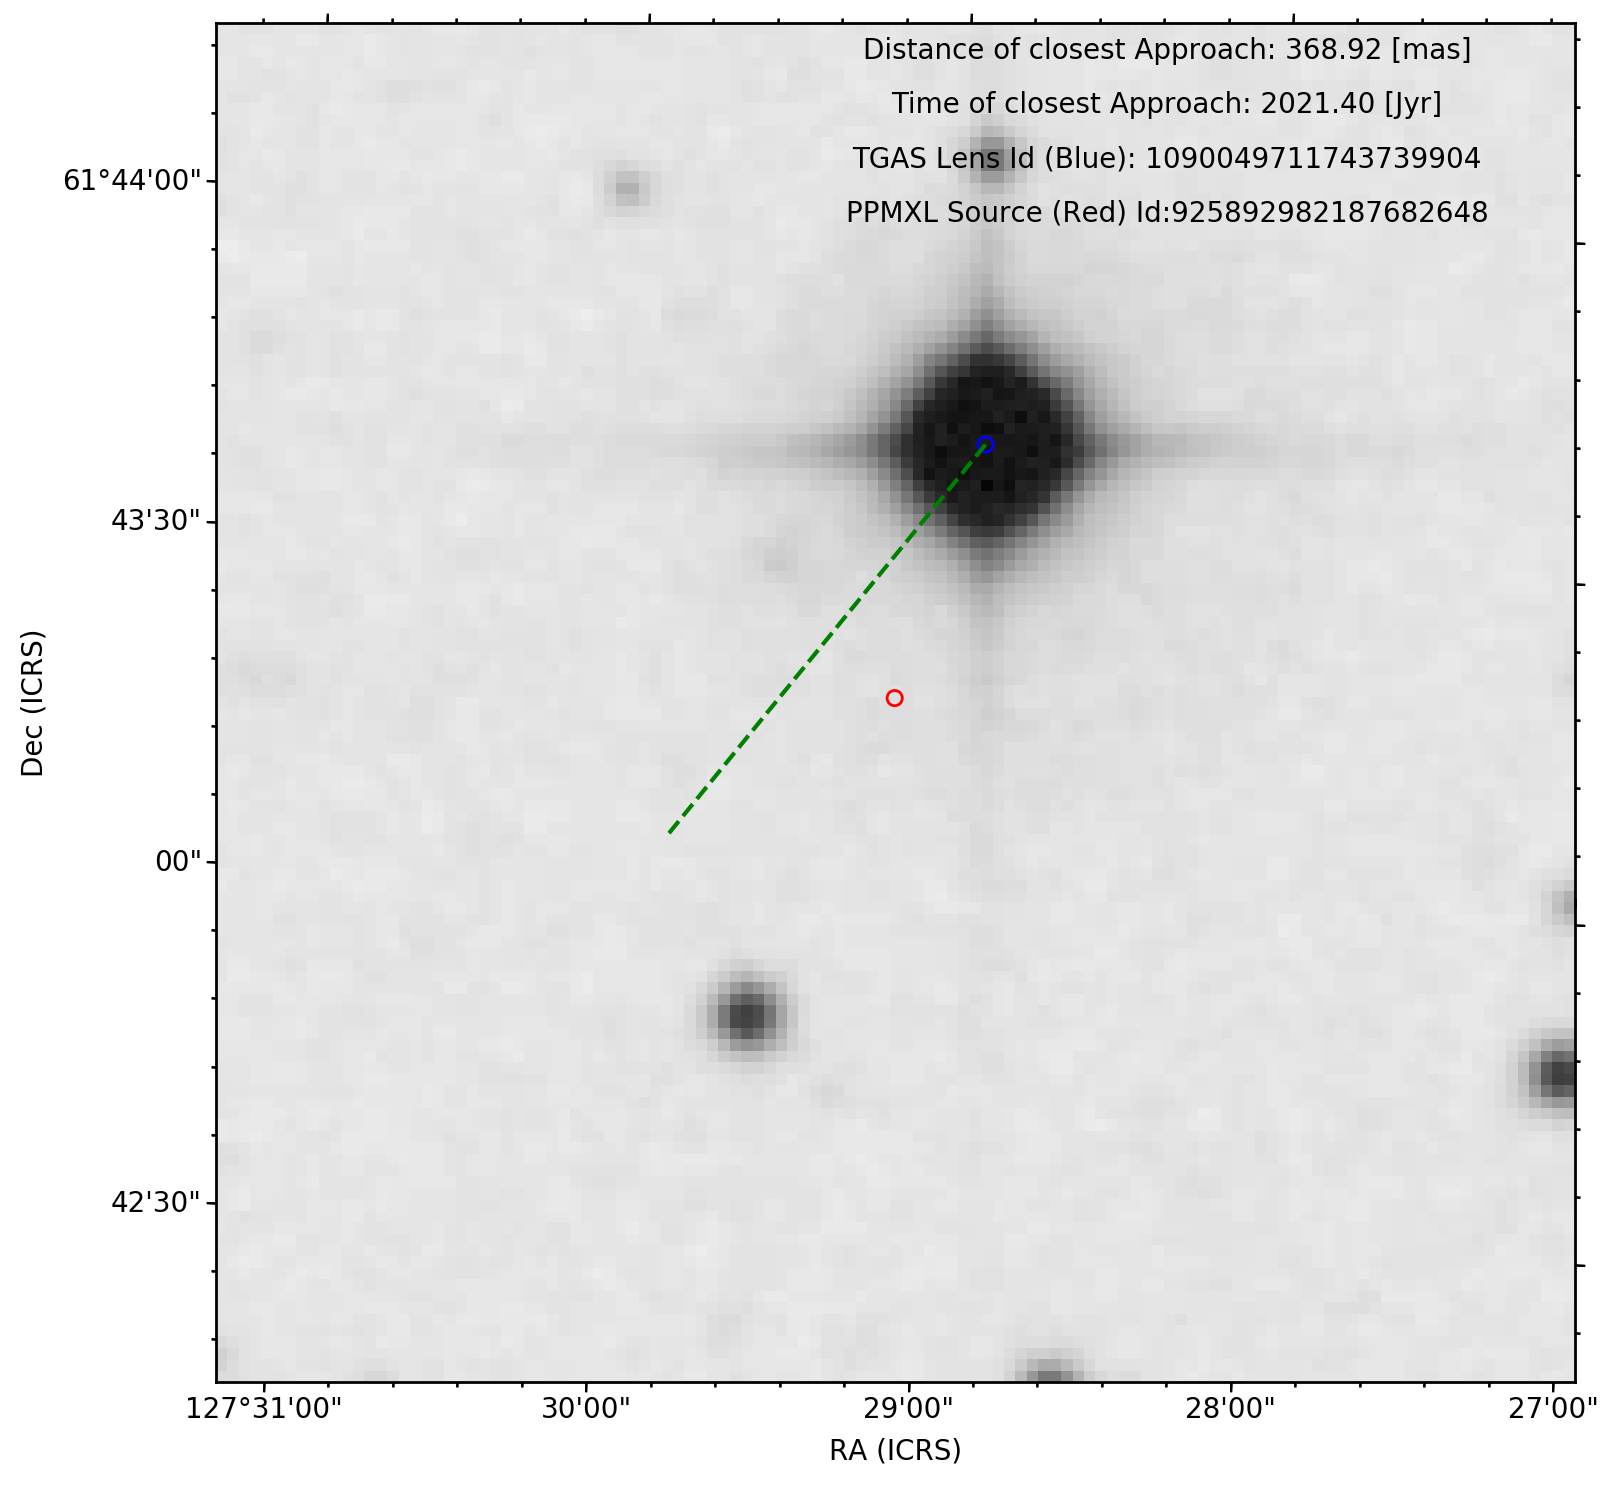 Distance of closest Approach: 368.92 [mas]
Time of closest Approach: 2021.40 [Jyr]
TGAS Lens Id (Blue): 1090049711743739904
PPMXL Source (Red) Id:925892982187682648
61°44'00"
43'30"
00"
42'30"
Dec (ICRS)
127°31'00" 30'00" 29'00" 28'00" 27'00"
RA (ICRS)